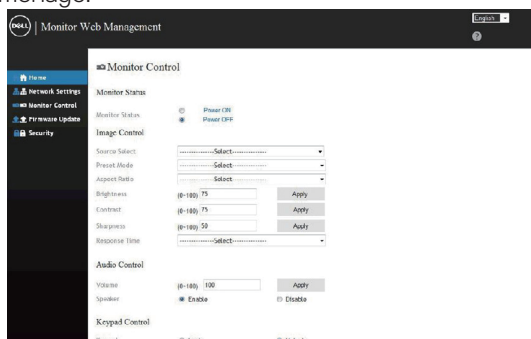 manage.
DELL | Monitor Web Management
English
?
Home
Network Settings
Monitor Control
Firmware Update
Security
Monitor Control
Monitor Status
Monitor Status
Power ON
Power OFF
Image Control
Source Select ---------------Select---------------
Preset Mode ---------------Select---------------
Aspect Ratio ---------------Select---------------
Brightness (0~100) 75 Apply
Contrast (0~100) 75 Apply
Sharpness (0~100) 50 Apply
Response Time ---------------Select---------------
Audio Control
Volume (0~100) 100 Apply
Speaker Enable Disable
Keypad Control